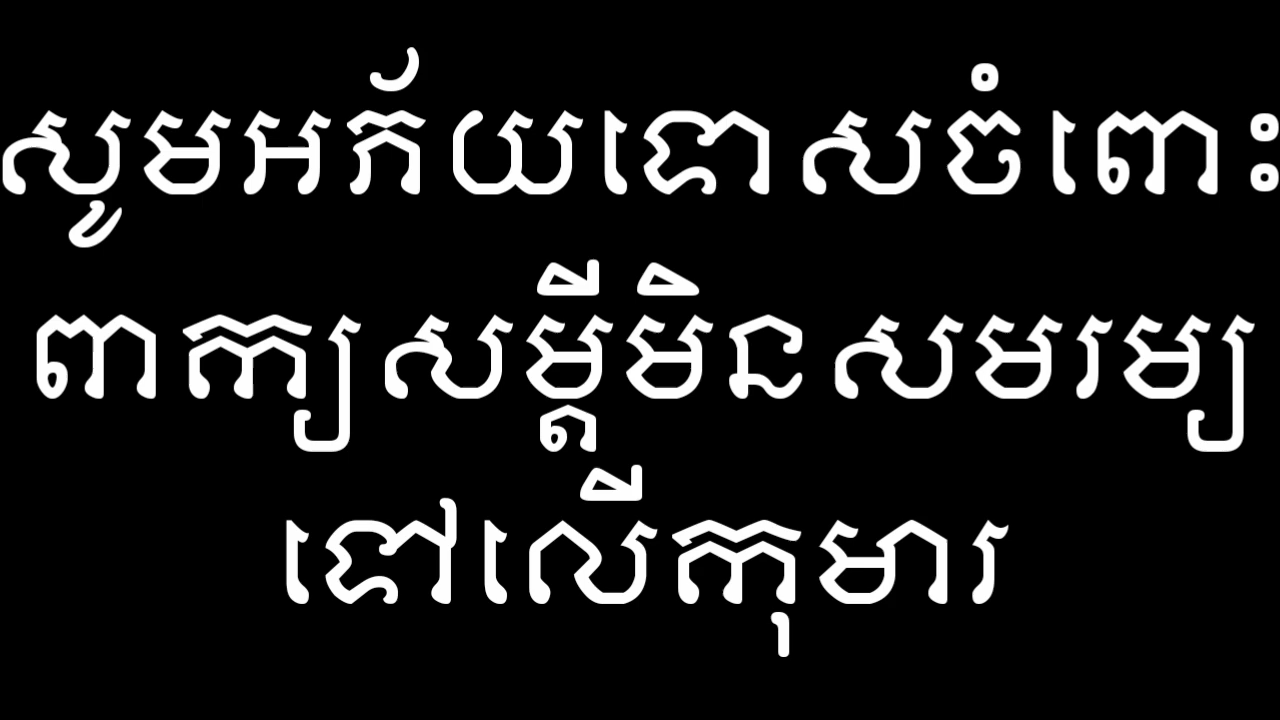 សូមអភ័យទោសចំពោះ
ពាក្យសម្ដីមិនសមរម្យ
ទៅលើកុមារ